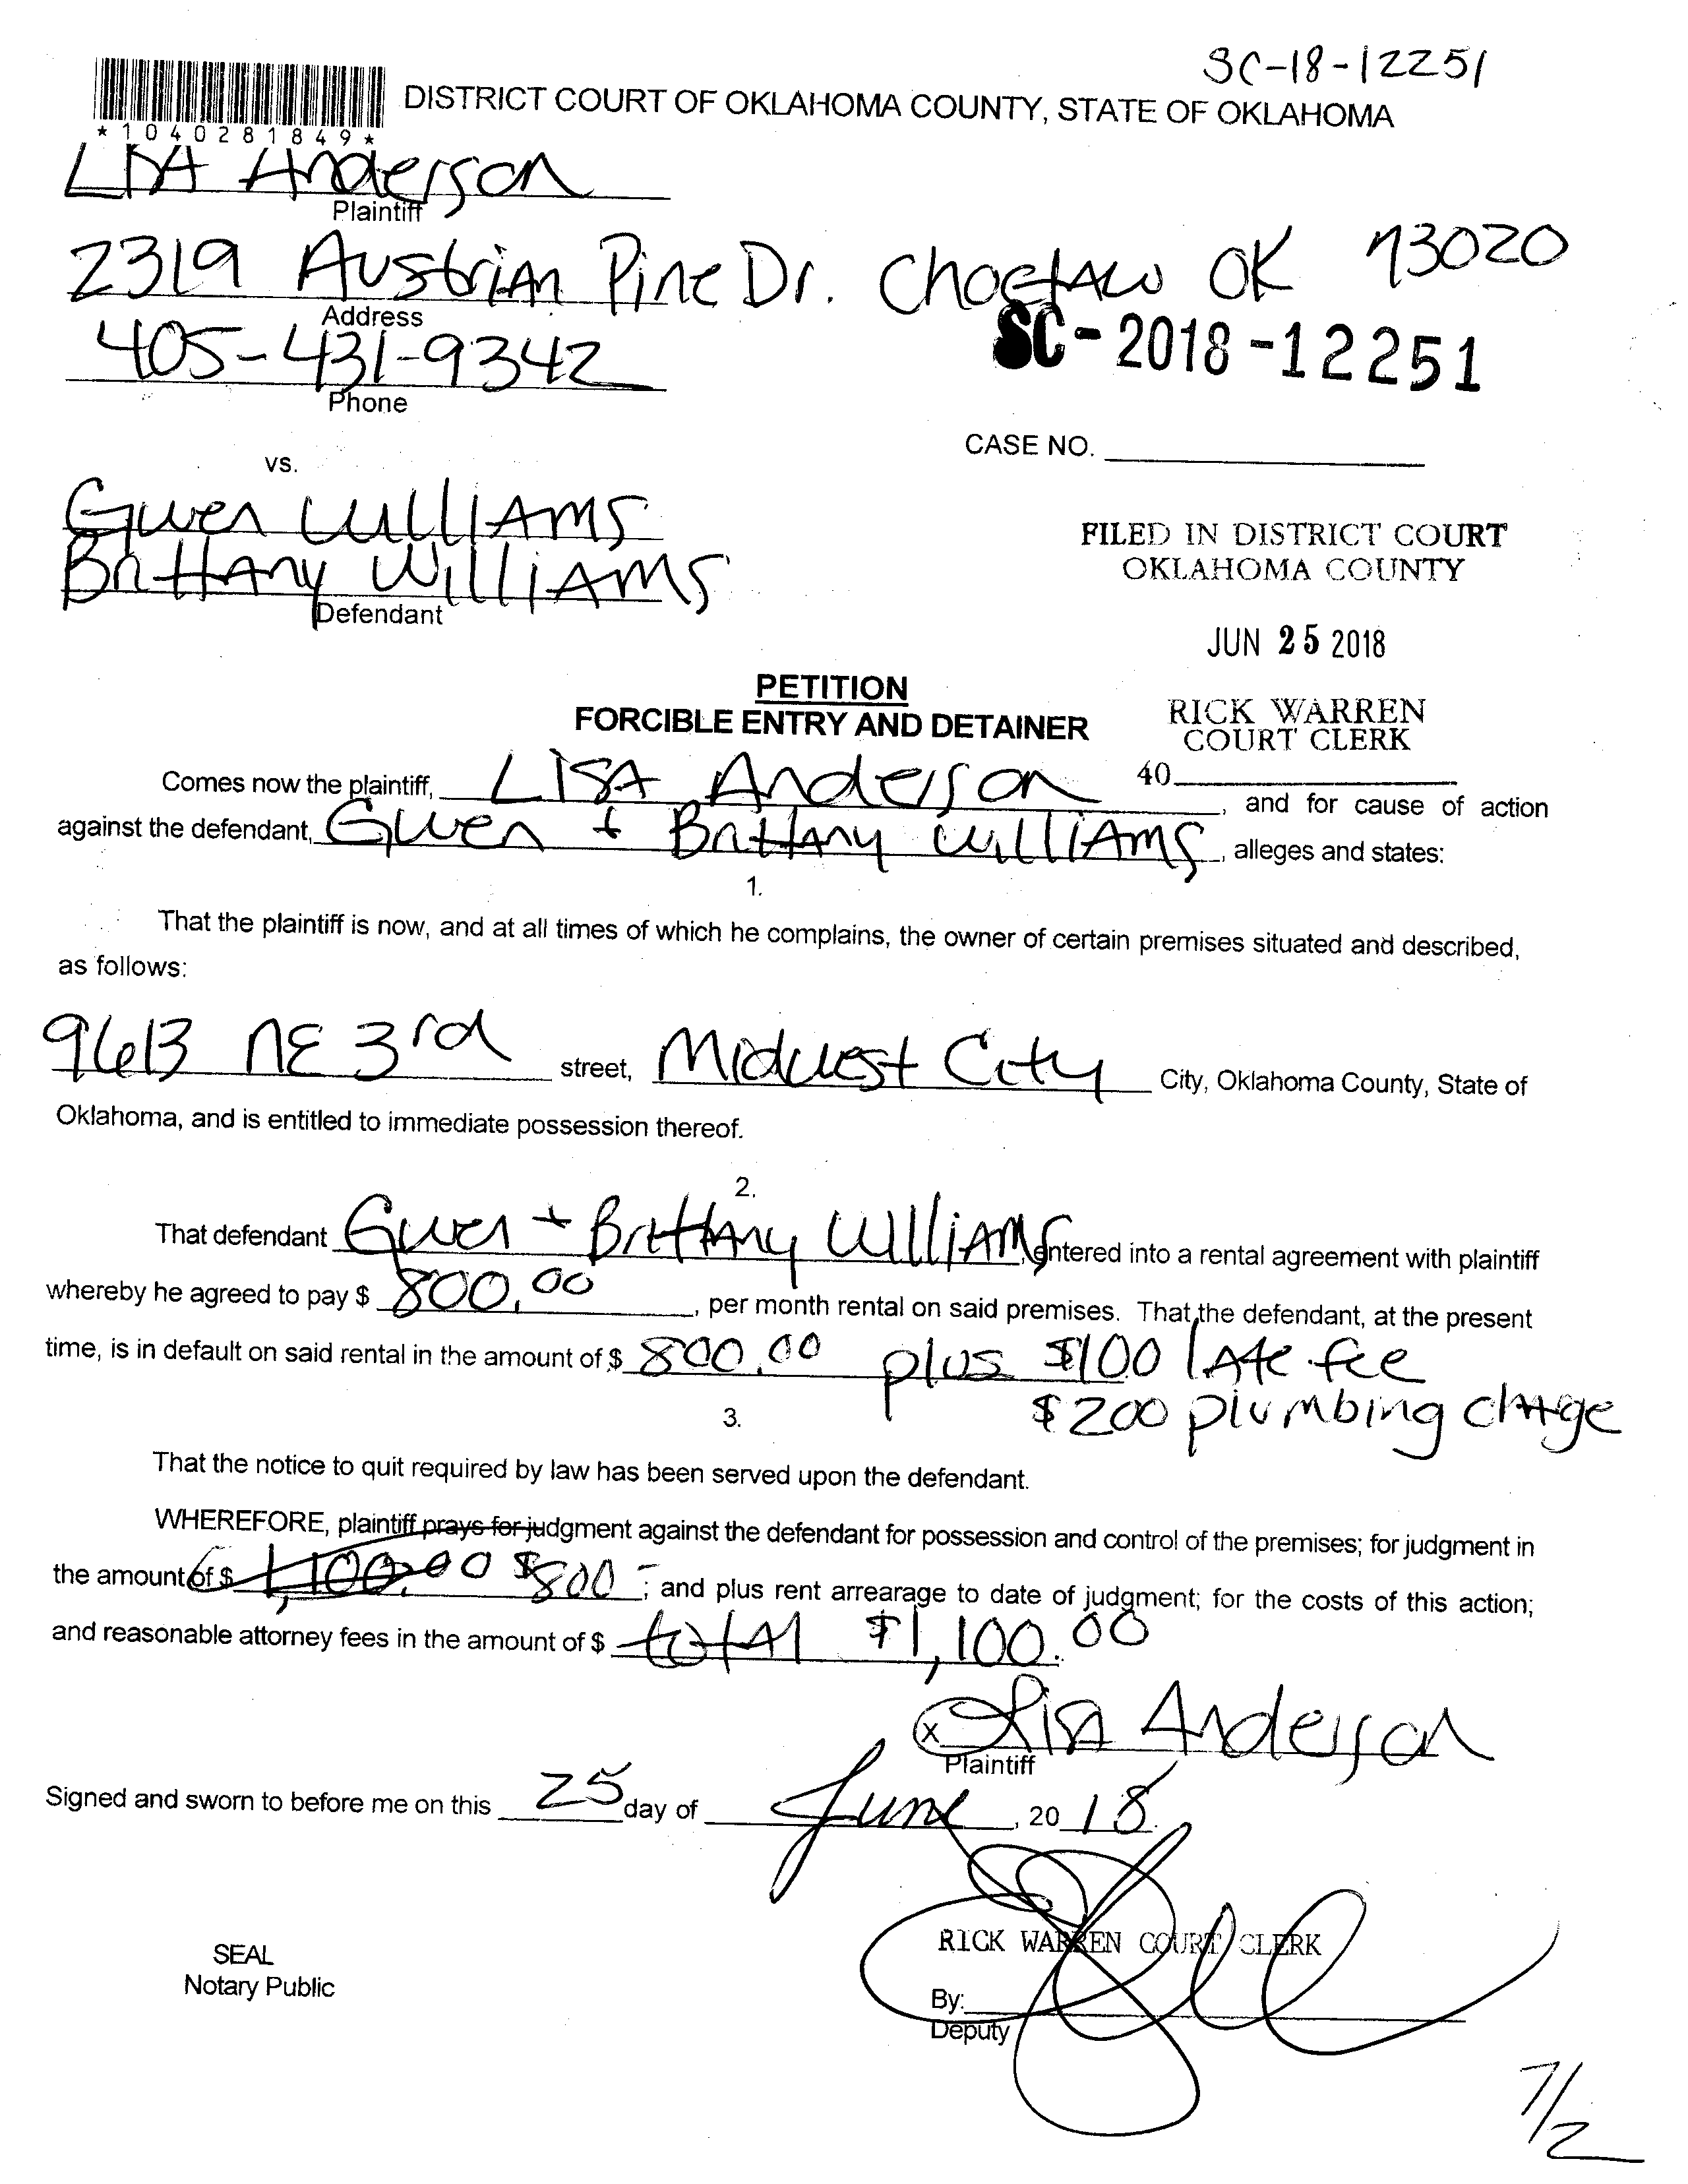 SC-18-12251
DISTRICT COURT OF OKLAHOMA COUNTY, STATE OF OKLAHOMA
*1040281849*
LISA Anderson
Plaintiff
2319 Austrian Pine Dr. Choctaw OK 73020
Address
SC-2018-12251
405-431-9342
Phone
CASE NO.
vs.
Gwen Williams
Brittany Williams
Defendant
FILED IN DISTRICT COURT
OKLAHOMA COUNTY
JUN 25 2018
RICK WARREN
COURT CLERK
40
PETITION
FORCIBLE ENTRY AND DETAINER
Comes now the plaintiff, LISA Anderson, and for cause of action
against the defendant, Gwen + Brittany Williams, alleges and states:
1.
That the plaintiff is now, and at all times of which he complains, the owner of certain premises situated and described,
as follows:
9613 NE 3rd street, Midwest City City, Oklahoma County, State of
Oklahoma, and is entitled to immediate possession thereof.
2.
That defendant Gwen + Brittany Williams, entered into a rental agreement with plaintiff
whereby he agreed to pay $ 800.00, per month rental on said premises. That the defendant, at the present
time, is in default on said rental in the amount of $ 800.00 plus $100 late fee
$200 plumbing charge
3.
That the notice to quit required by law has been served upon the defendant.
WHEREFORE, plaintiff prays for judgment against the defendant for possession and control of the premises; for judgment in
the amount of $ 1,100.00 $800-; and plus rent arrearage to date of judgment; for the costs of this action;
and reasonable attorney fees in the amount of $ total $1,100.00
x Lisa Anderson
Plaintiff
Signed and sworn to before me on this 25 day of June, 2018.
RICK WARREN COURT CLERK
SEAL
Notary Public
By:
Deputy
7/2